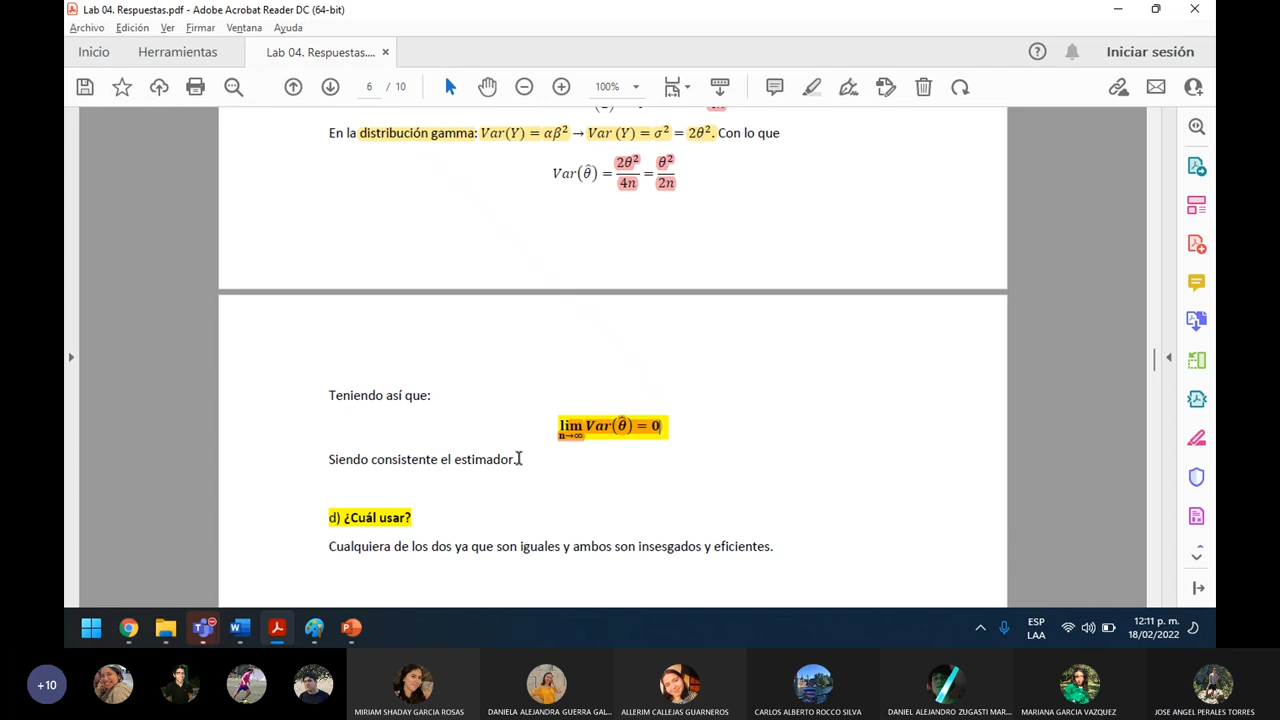 Lab 04. Respuestas.pdf - Adobe Acrobat Reader DC (64-bit)
Archivo Edición Ver Firmar Ventana Ayuda
Inicio Herramientas Lab 04. Respuestas.... × Iniciar sesión
6 / 10 100%
En la distribución gamma: Var(Y) = αβ² → Var (Y) = σ² = 2θ². Con lo que
Var(θ̂) = 2θ²/4n = θ²/2n
Teniendo así que:
lim n→∞ Var(θ̂) = 0
Siendo consistente el estimador.
d) ¿Cuál usar?
Cualquiera de los dos ya que son iguales y ambos son insesgados y eficientes.
ESP
LAA
12:11 p. m.
18/02/2022
+10
MIRIAM SHADAY GARCIA ROSAS
DANIELA ALEJANDRA GUERRA GAL...
ALLERIM CALLEJAS GUARNEROS
CARLOS ALBERTO ROCCO SILVA
DANIEL ALEJANDRO ZUGASTI MAR...
MARIANA GARCIA VAZQUEZ
JOSE ANGEL PERALES TORRES